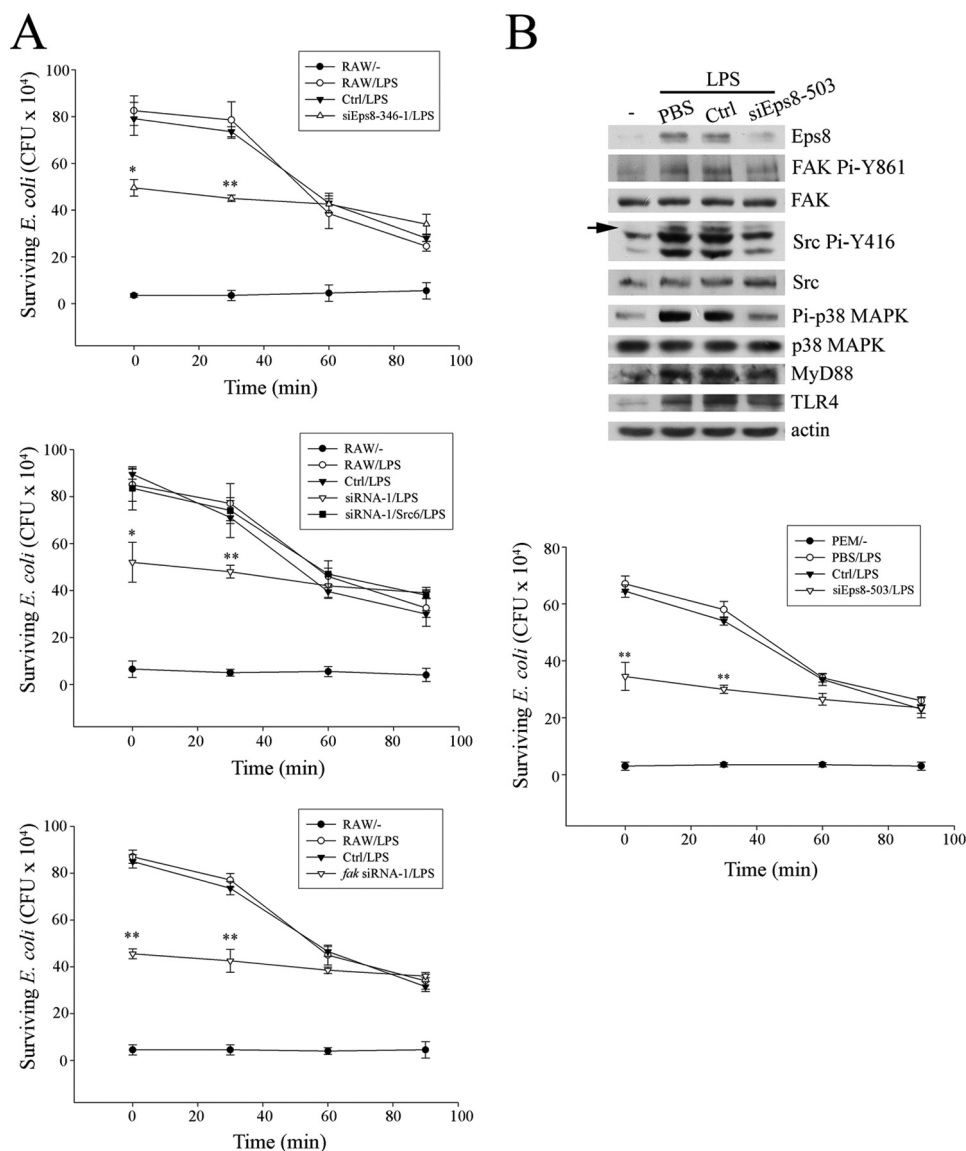 A
RAW/-
RAW/LPS
Ctrl/LPS
siEps8-346-1/LPS
Surviving E. coli (CFU x 10⁴)
100
80
60
40
20
0
* **
0 20 40 60 80 100
Time (min)
RAW/-
RAW/LPS
Ctrl/LPS
siRNA-1/LPS
siRNA-1/Src6/LPS
Surviving E. coli (CFU x 10⁴)
100
80
60
40
20
0
* **
0 20 40 60 80 100
Time (min)
RAW/-
RAW/LPS
Ctrl/LPS
fak siRNA-1/LPS
Surviving E. coli (CFU x 10⁴)
100
80
60
40
20
0
** **
0 20 40 60 80 100
Time (min)
B
LPS
- PBS Ctrl siEps8-503
Eps8
FAK Pi-Y861
FAK
Src Pi-Y416
Src
Pi-p38 MAPK
p38 MAPK
MyD88
TLR4
actin
PEM/-
PBS/LPS
Ctrl/LPS
siEps8-503/LPS
Surviving E. coli (CFU x 10⁴)
80
60
40
20
0
** **
0 20 40 60 80 100
Time (min)